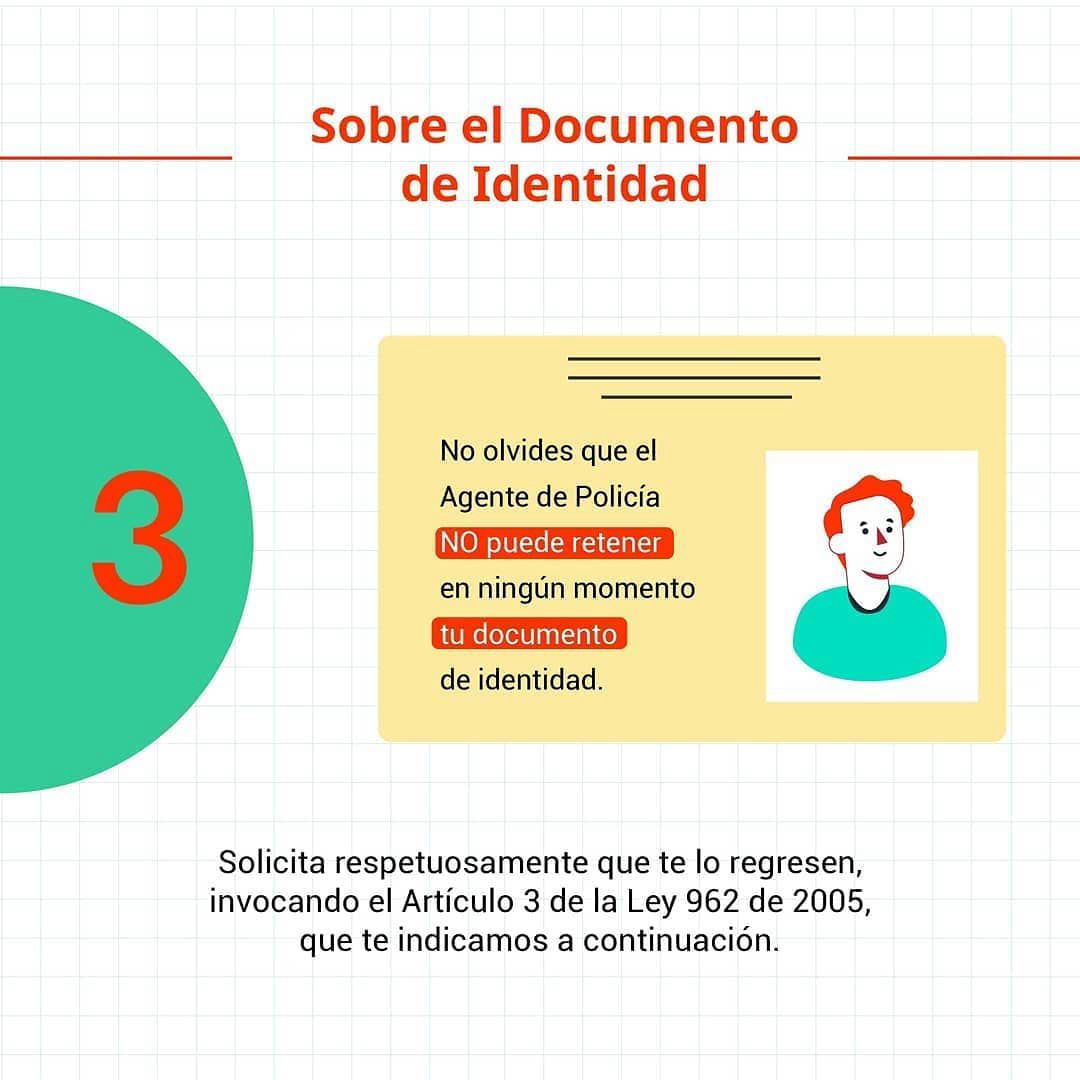 Sobre el Documento
de Identidad
3
No olvides que el
Agente de Policía
NO puede retener
en ningún momento
tu documento
de identidad.
Solicita respetuosamente que te lo regresen,
invocando el Artículo 3 de la Ley 962 de 2005,
que te indicamos a continuación.